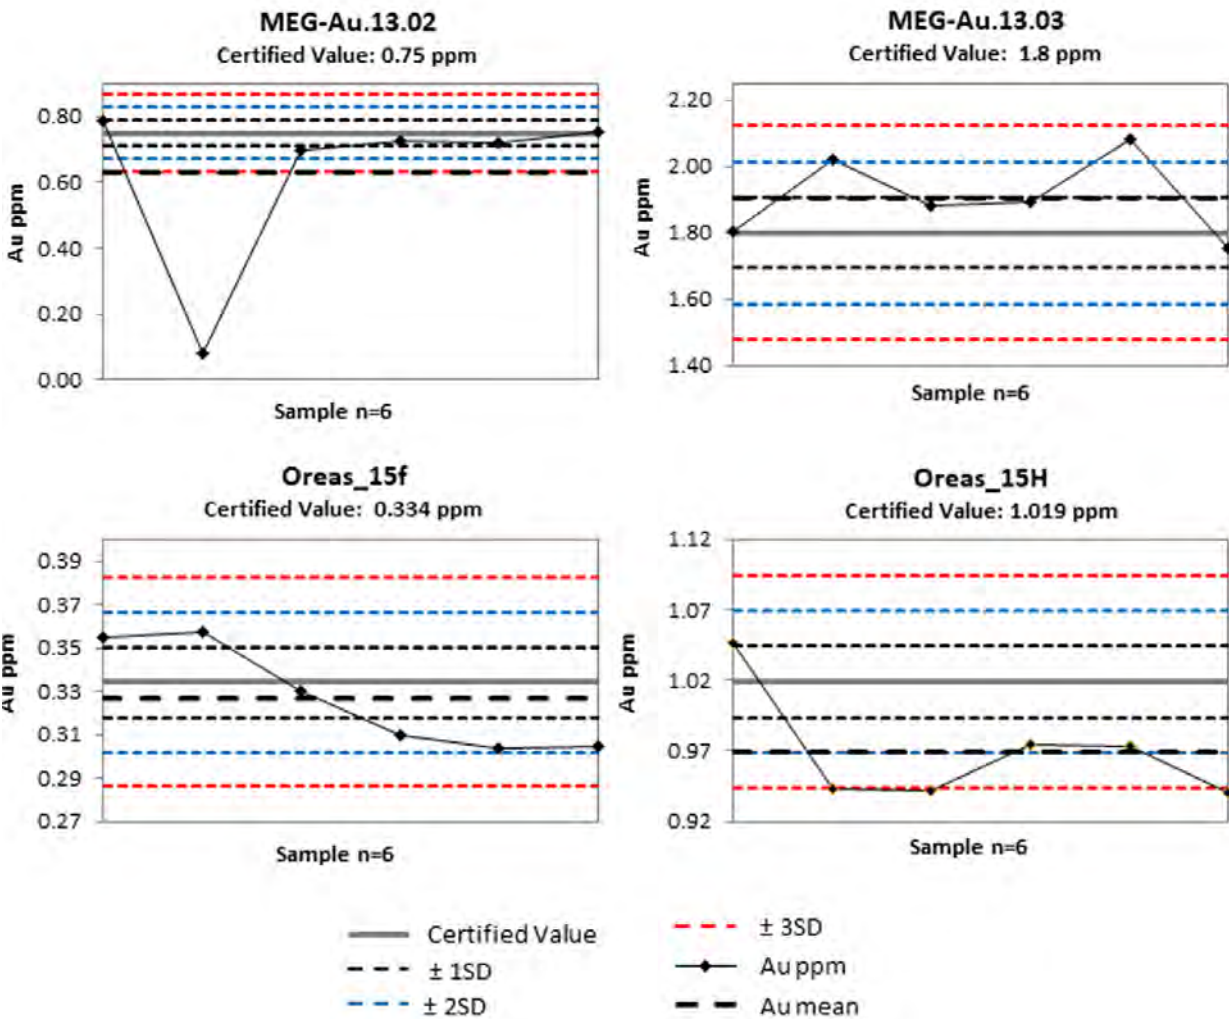 MEG-Au.13.02
Certified Value: 0.75 ppm
Au ppm
0.80
0.60
0.40
0.20
0.00
Sample n=6
MEG-Au.13.03
Certified Value: 1.8 ppm
Au ppm
2.20
2.00
1.80
1.60
1.40
Sample n=6
Oreas_15f
Certified Value: 0.334 ppm
Au ppm
0.39
0.37
0.35
0.33
0.31
0.29
0.27
Sample n=6
Oreas_15H
Certified Value: 1.019 ppm
Au ppm
1.12
1.07
1.02
0.97
0.92
Sample n=6
Certified Value
± 1SD
± 2SD
± 3SD
Au ppm
Au mean